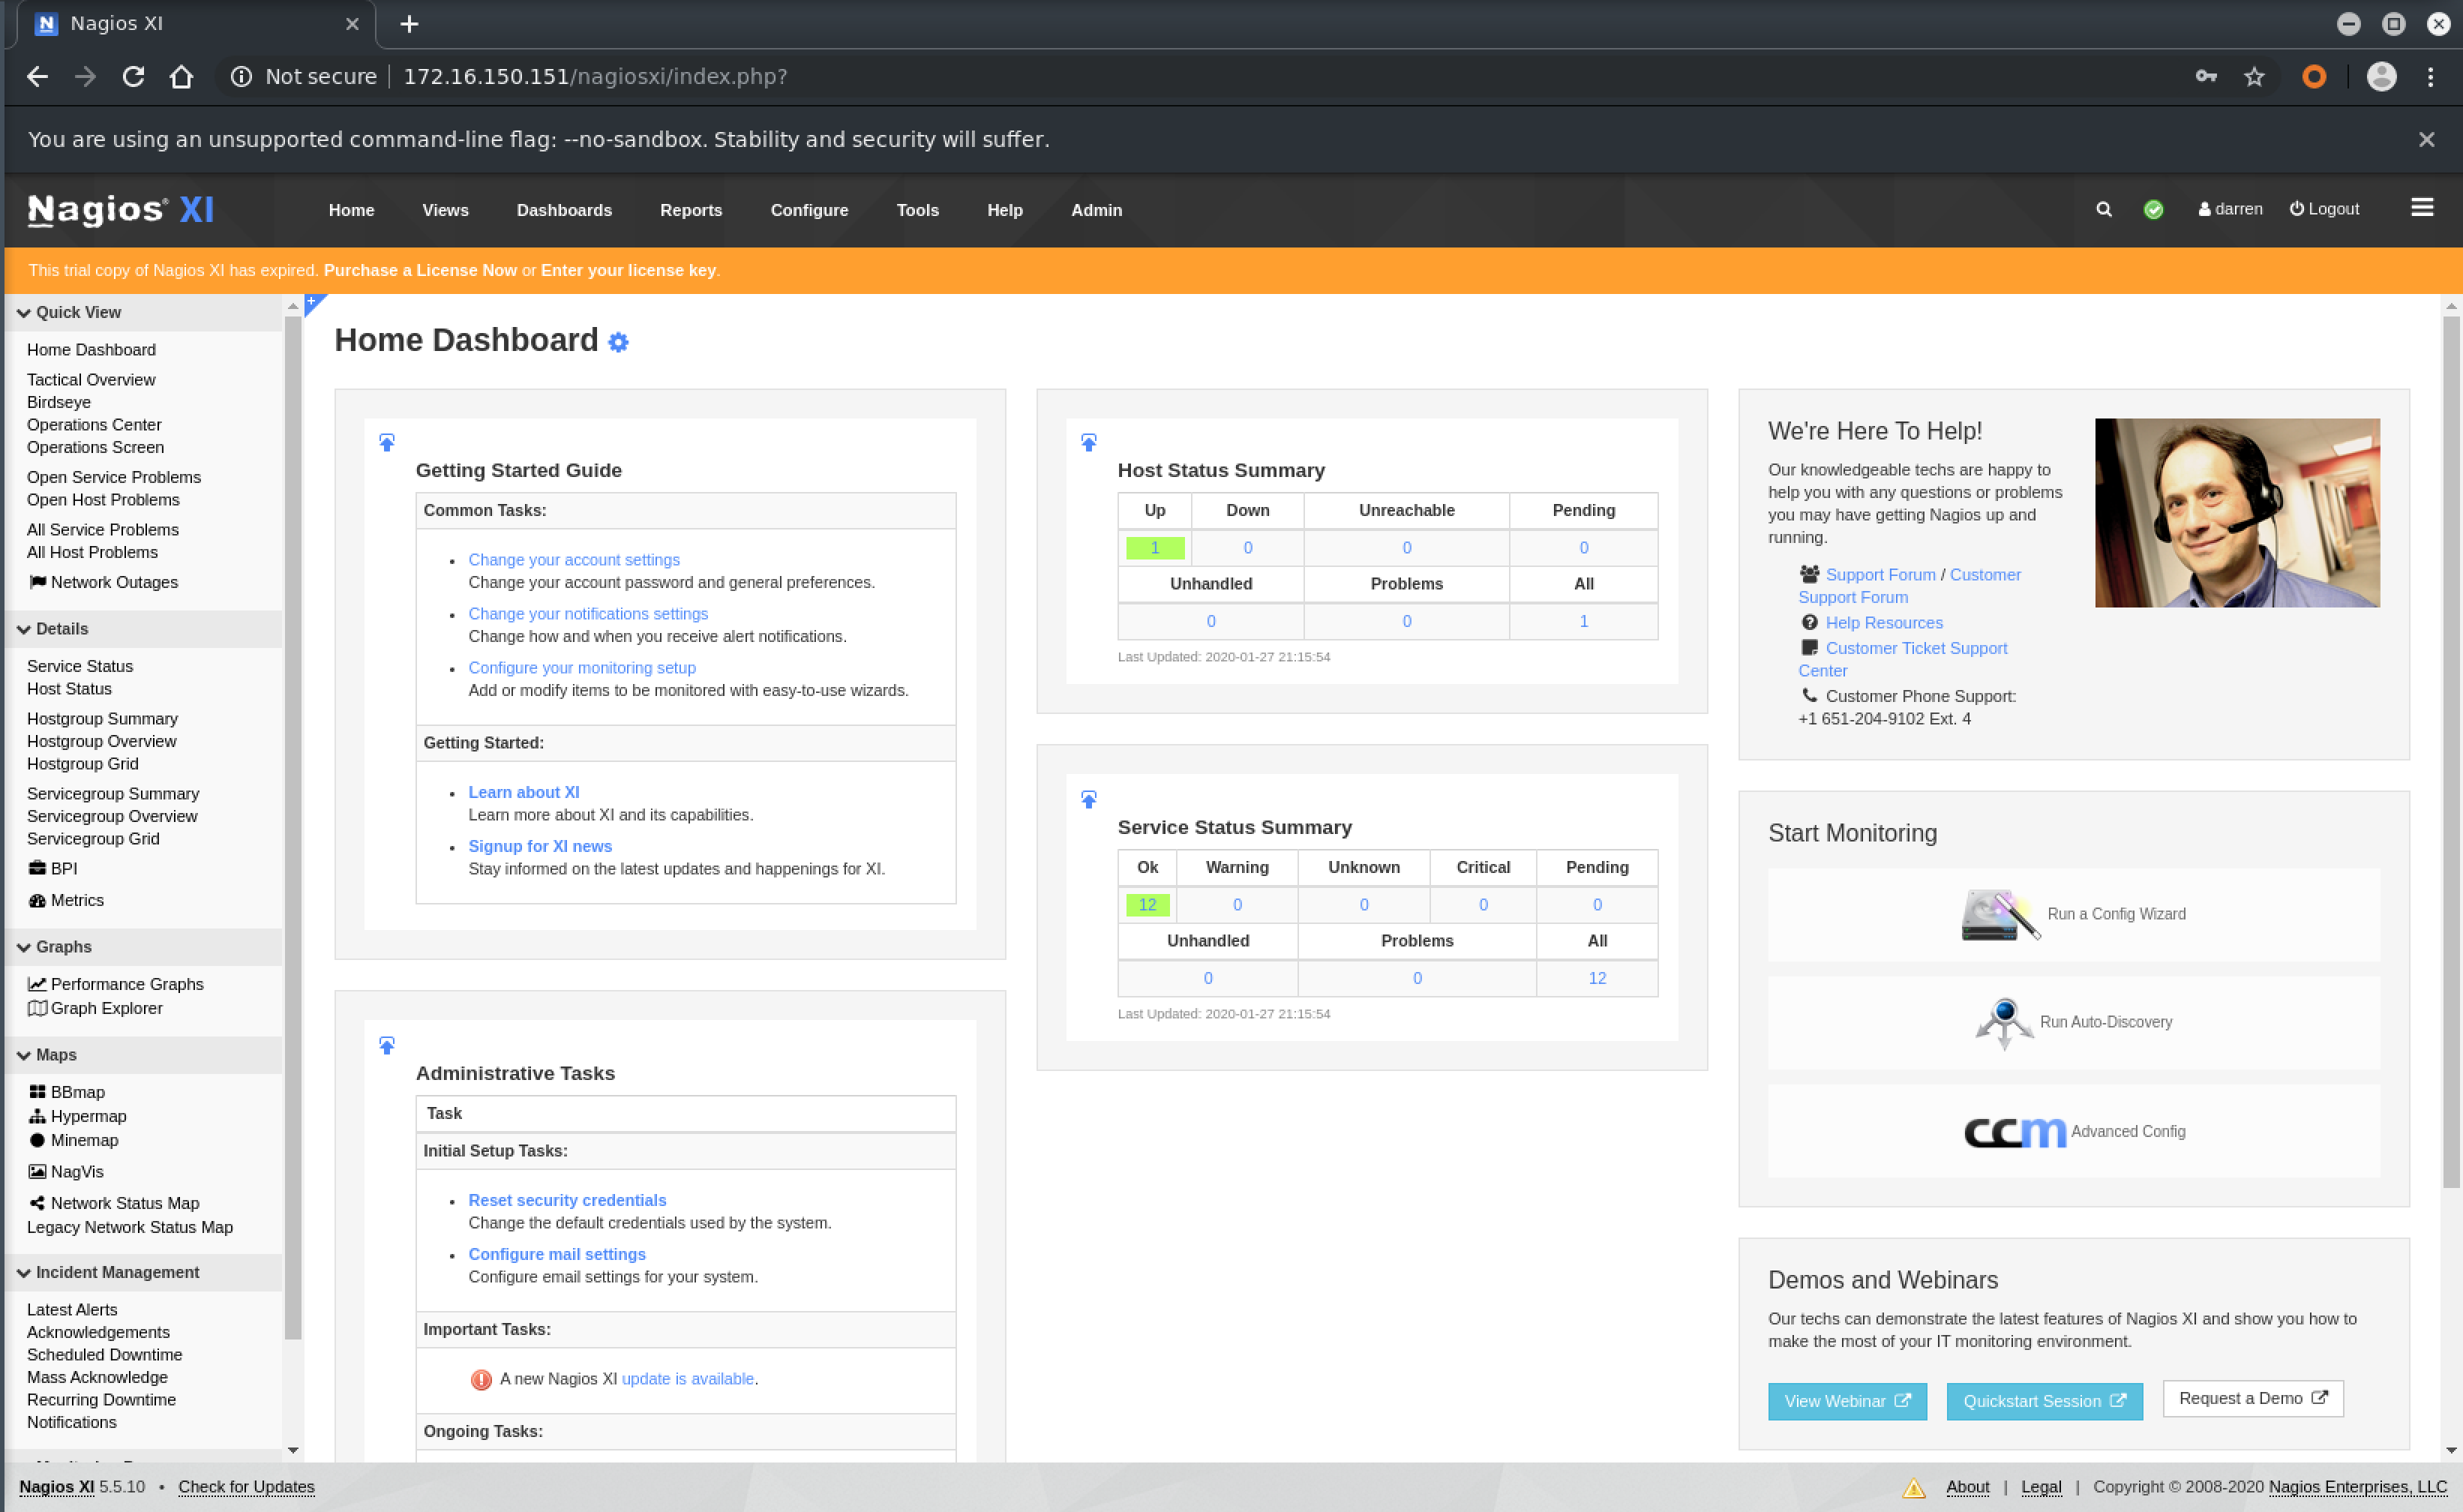 Nagios XI
Not secure
172.16.150.151/nagiosxi/index.php?
You are using an unsupported command-line flag: --no-sandbox. Stability and security will suffer.
Nagios® XI
Home
Views
Dashboards
Reports
Configure
Tools
Help
Admin
darren
Logout
This trial copy of Nagios XI has expired. Purchase a License Now or Enter your license key.
Quick View
Home Dashboard
Tactical Overview
Birdseye
Operations Center
Operations Screen
Open Service Problems
Open Host Problems
All Service Problems
All Host Problems
Network Outages
Details
Service Status
Host Status
Hostgroup Summary
Hostgroup Overview
Hostgroup Grid
Servicegroup Summary
Servicegroup Overview
Servicegroup Grid
BPI
Metrics
Graphs
Performance Graphs
Graph Explorer
Maps
BBmap
Hypermap
Minemap
NagVis
Network Status Map
Legacy Network Status Map
Incident Management
Latest Alerts
Acknowledgements
Scheduled Downtime
Mass Acknowledge
Recurring Downtime
Notifications
Home Dashboard
Getting Started Guide
Common Tasks:
Change your account settings
Change your account password and general preferences.
Change your notifications settings
Change how and when you receive alert notifications.
Configure your monitoring setup
Add or modify items to be monitored with easy-to-use wizards.
Getting Started:
Learn about XI
Learn more about XI and its capabilities.
Signup for XI news
Stay informed on the latest updates and happenings for XI.
Administrative Tasks
Task
Initial Setup Tasks:
Reset security credentials
Change the default credentials used by the system.
Configure mail settings
Configure email settings for your system.
Important Tasks:
A new Nagios XI update is available.
Ongoing Tasks:
Host Status Summary
Up Down Unreachable Pending
1 0 0 0
Unhandled Problems All
0 0 1
Last Updated: 2020-01-27 21:15:54
Service Status Summary
Ok Warning Unknown Critical Pending
12 0 0 0 0
Unhandled Problems All
0 0 12
Last Updated: 2020-01-27 21:15:54
We're Here To Help!
Our knowledgeable techs are happy to
help you with any questions or problems
you may have getting Nagios up and
running.
Support Forum / Customer
Support Forum
Help Resources
Customer Ticket Support
Center
Customer Phone Support:
+1 651-204-9102 Ext. 4
Start Monitoring
Run a Config Wizard
Run Auto-Discovery
ccm Advanced Config
Demos and Webinars
Our techs can demonstrate the latest features of Nagios XI and show you how to
make the most of your IT monitoring environment.
View Webinar
Quickstart Session
Request a Demo
Nagios XI 5.5.10 • Check for Updates
About | Legal | Copyright © 2008-2020 Nagios Enterprises, LLC